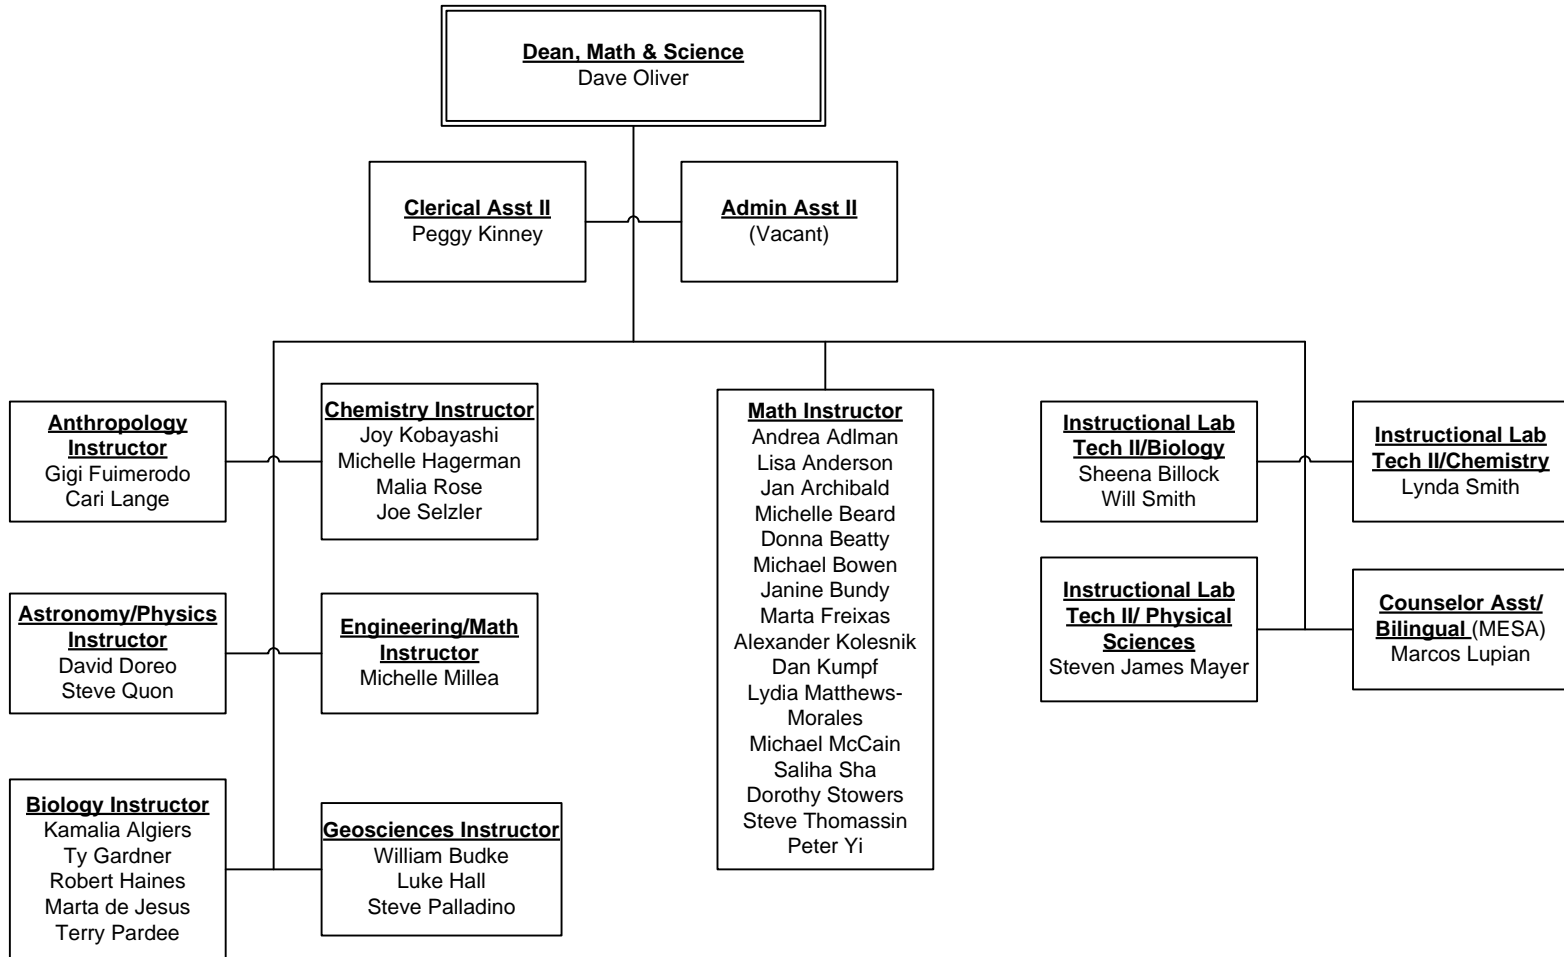 Dean, Math & Science
Dave Oliver
Clerical Asst II
Peggy Kinney
Admin Asst II
(Vacant)
Anthropology
Instructor
Gigi Fuimerodo
Cari Lange
Chemistry Instructor
Joy Kobayashi
Michelle Hagerman
Malia Rose
Joe Selzler
Math Instructor
Andrea Adlman
Lisa Anderson
Jan Archibald
Michelle Beard
Donna Beatty
Michael Bowen
Janine Bundy
Marta Freixas
Alexander Kolesnik
Dan Kumpf
Lydia Matthews-
Morales
Michael McCain
Saliha Sha
Dorothy Stowers
Steve Thomassin
Peter Yi
Instructional Lab
Tech II/Biology
Sheena Billock
Will Smith
Instructional Lab
Tech II/Chemistry
Lynda Smith
Astronomy/Physics
Instructor
David Doreo
Steve Quon
Engineering/Math
Instructor
Michelle Millea
Instructional Lab
Tech II/ Physical
Sciences
Steven James Mayer
Counselor Asst/
Bilingual (MESA)
Marcos Lupian
Biology Instructor
Kamalia Algiers
Ty Gardner
Robert Haines
Marta de Jesus
Terry Pardee
Geosciences Instructor
William Budke
Luke Hall
Steve Palladino